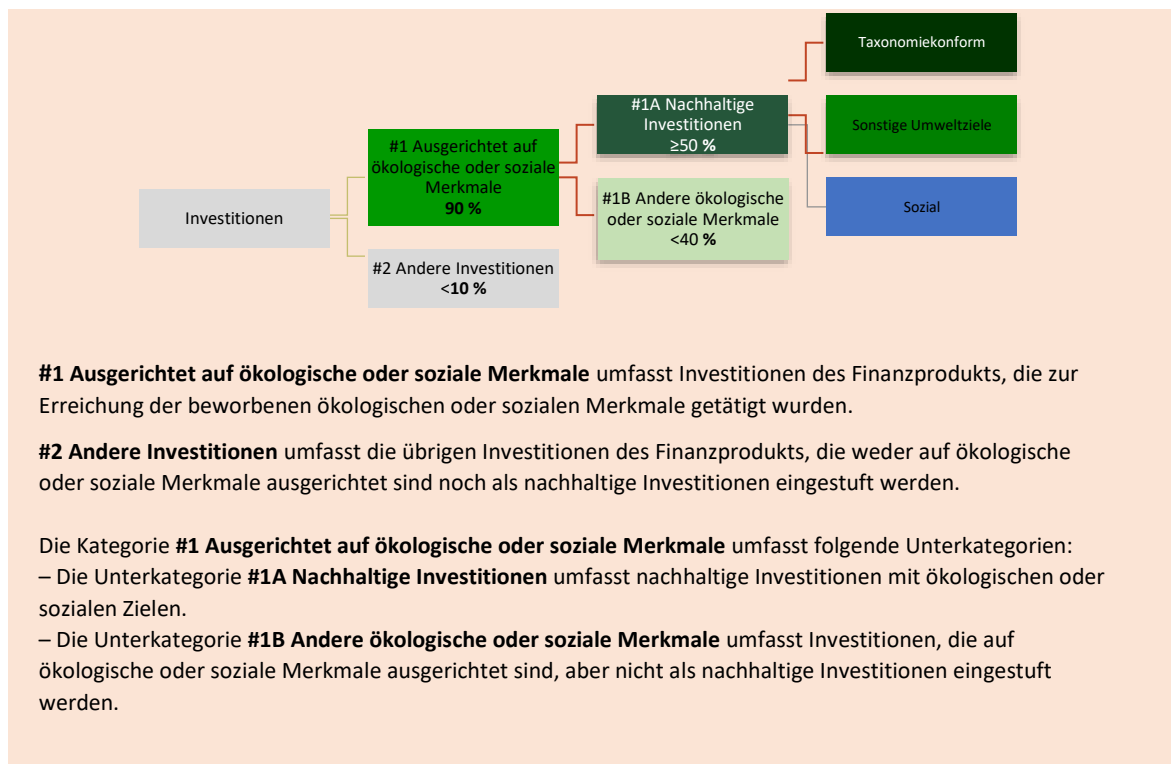 Taxonomiekonform
#1A Nachhaltige
Investitionen
≥50 %
Sonstige Umweltziele
#1 Ausgerichtet auf
ökologische oder soziale
Merkmale
90 %
#1B Andere ökologische
oder soziale Merkmale
<40 %
Sozial
Investitionen
#2 Andere Investitionen
<10 %
#1 Ausgerichtet auf ökologische oder soziale Merkmale umfasst Investitionen des Finanzprodukts, die zur
Erreichung der beworbenen ökologischen oder sozialen Merkmale getätigt wurden.
#2 Andere Investitionen umfasst die übrigen Investitionen des Finanzprodukts, die weder auf ökologische
oder soziale Merkmale ausgerichtet sind noch als nachhaltige Investitionen eingestuft werden.
Die Kategorie #1 Ausgerichtet auf ökologische oder soziale Merkmale umfasst folgende Unterkategorien:
– Die Unterkategorie #1A Nachhaltige Investitionen umfasst nachhaltige Investitionen mit ökologischen oder
sozialen Zielen.
– Die Unterkategorie #1B Andere ökologische oder soziale Merkmale umfasst Investitionen, die auf
ökologische oder soziale Merkmale ausgerichtet sind, aber nicht als nachhaltige Investitionen eingestuft
werden.